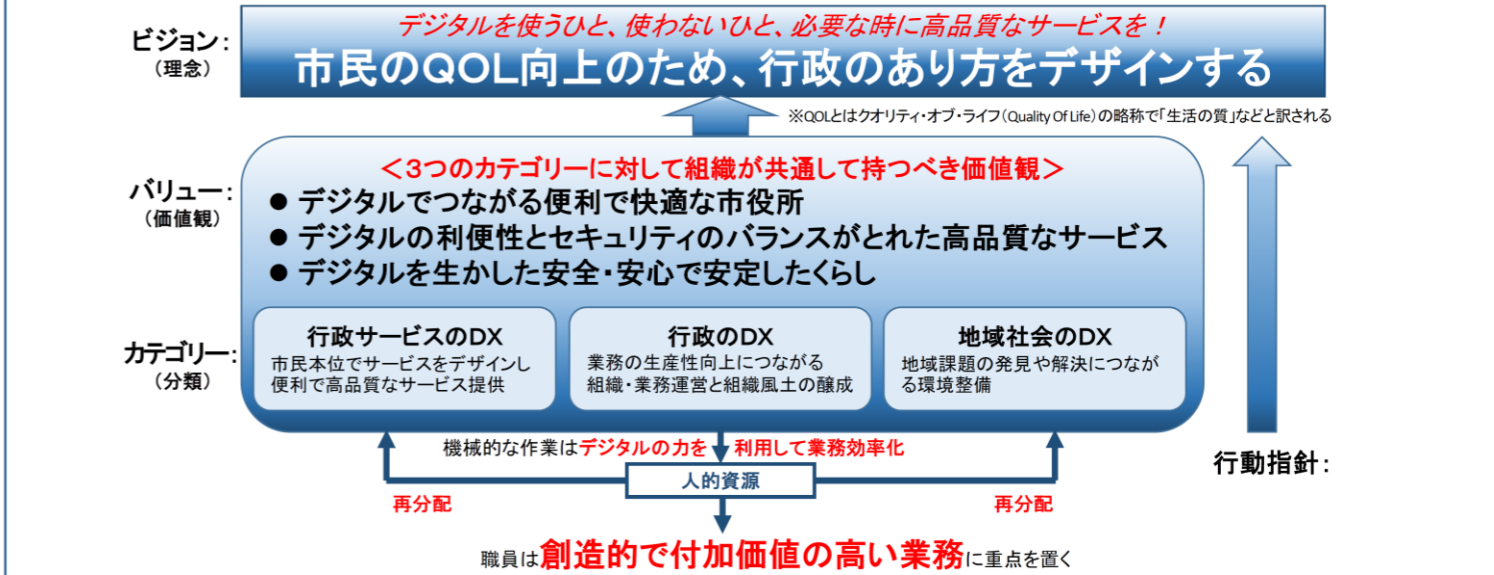 デジタルを使うひと、使わないひと、必要な時に高品質なサービスを！
ビジョン：
（理念）
市民のQOL向上のため、行政のあり方をデザインする
※QOLとはクオリティ・オブ・ライフ（Quality Of Life）の略称で「生活の質」などと訳される
＜３つのカテゴリーに対して組織が共通して持つべき価値観＞
バリュー：
（価値観）
● デジタルでつながる便利で快適な市役所
● デジタルの利便性とセキュリティのバランスがとれた高品質なサービス
● デジタルを生かした安全・安心で安定したくらし
カテゴリー：
（分類）
行政サービスのDX
市民本位でサービスをデザインし
便利で高品質なサービス提供
行政のDX
業務の生産性向上につながる
組織・業務運営と組織風土の醸成
地域社会のDX
地域課題の発見や解決につなが
る環境整備
機械的な作業はデジタルの力を利用して業務効率化
行動指針：
人的資源
再分配
再分配
職員は創造的で付加価値の高い業務に重点を置く